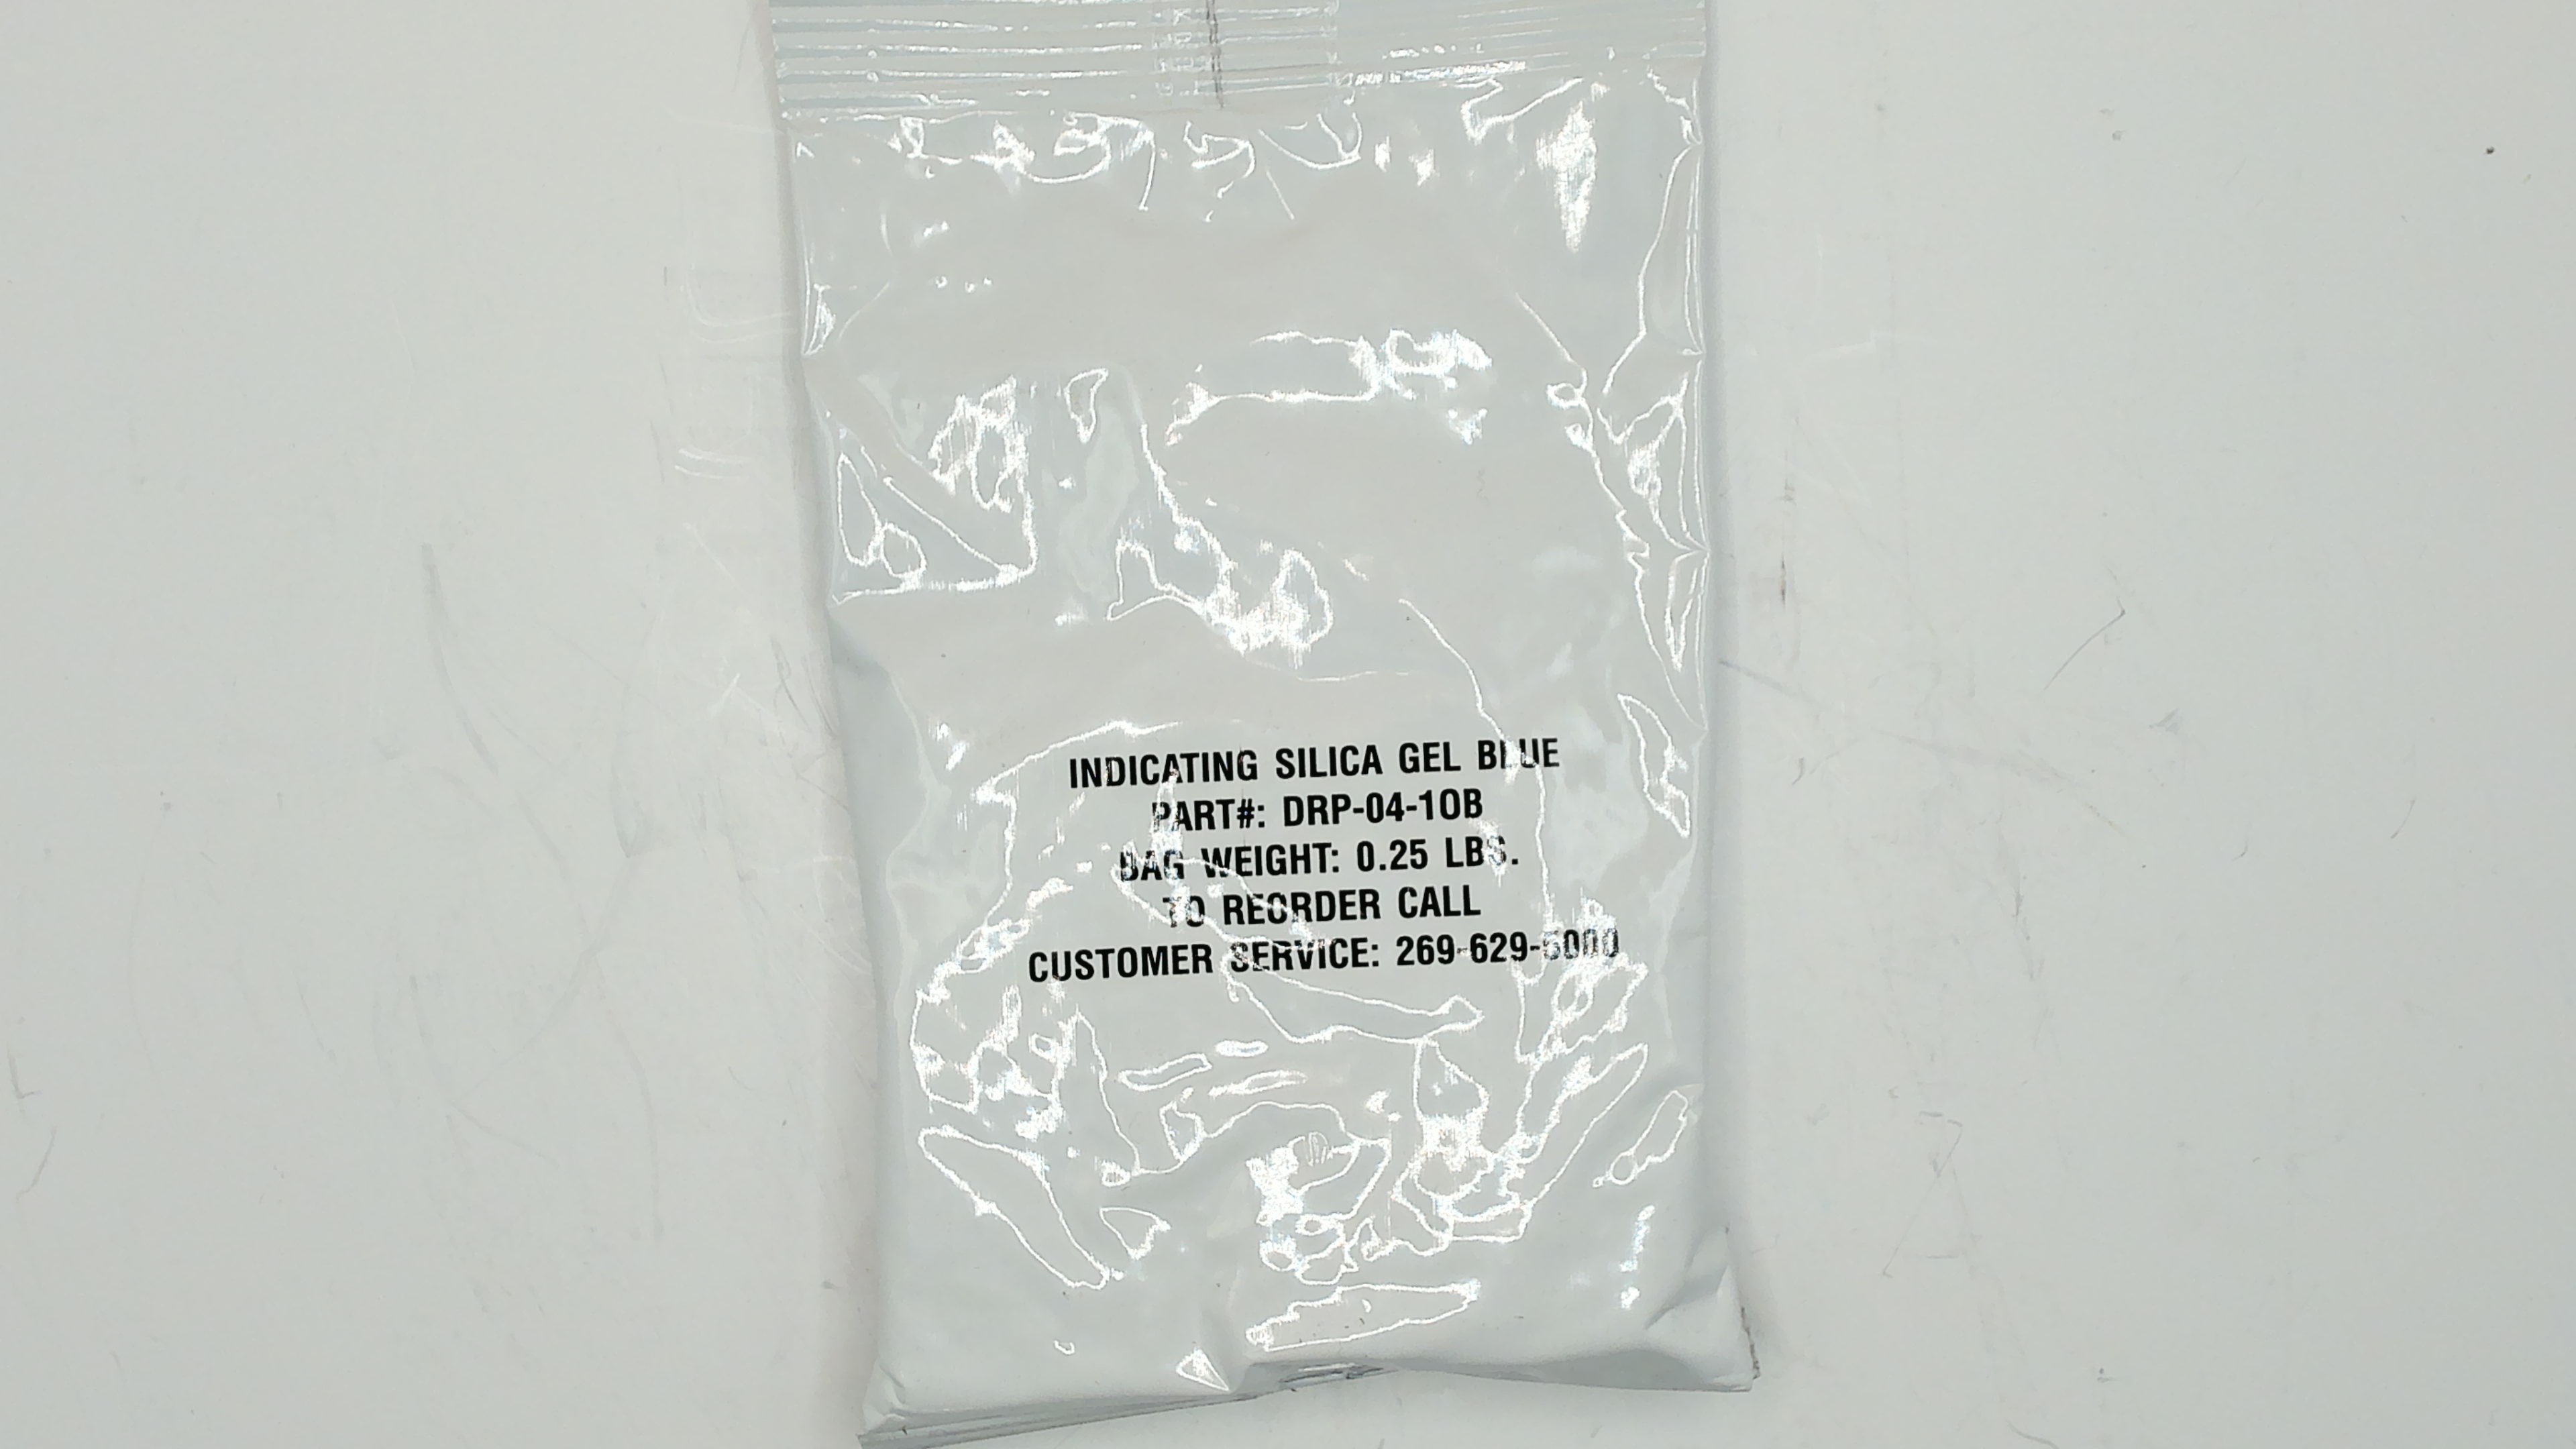 INDICATING SILICA GEL BLUE
PART#: DRP-04-10B
BAG WEIGHT: 0.25 LBS.
TO REORDER CALL
CUSTOMER SERVICE: 269-629-5000